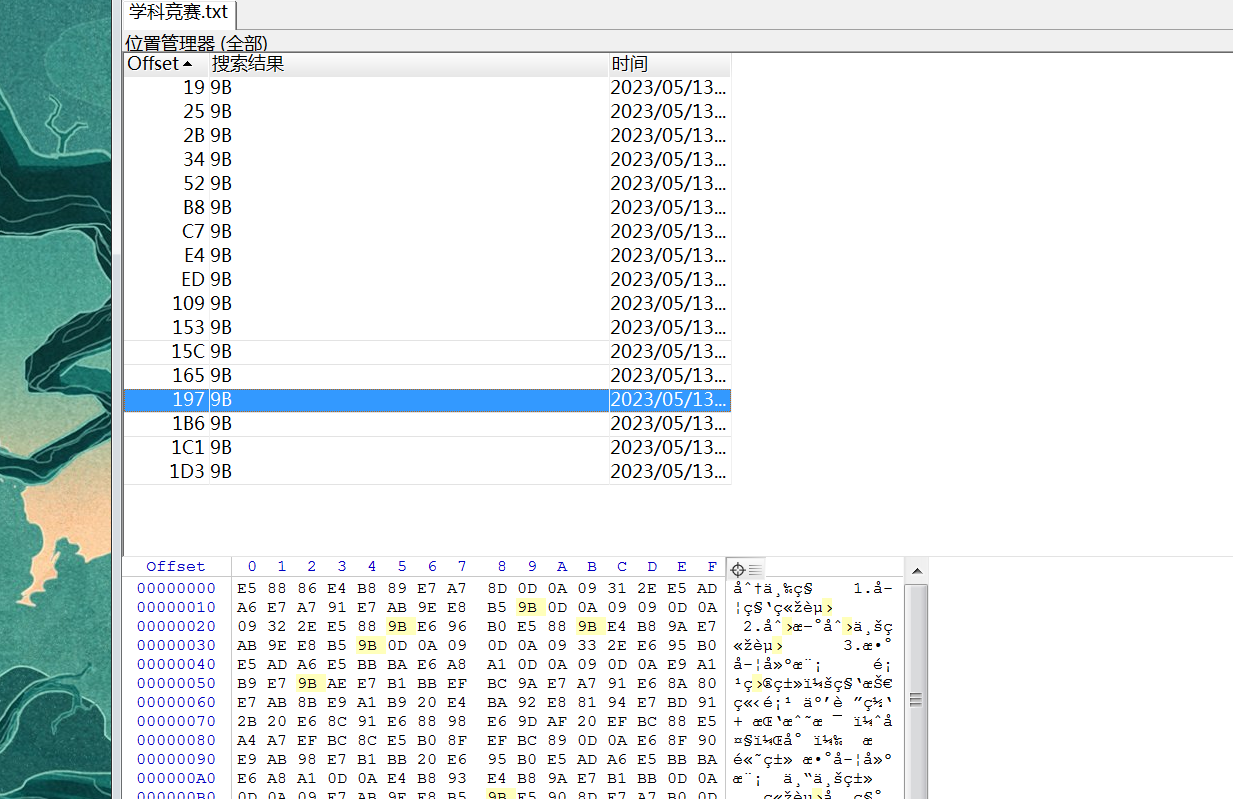 学科竞赛.txt
位置管理器 (全部)
Offset 搜索结果 时间
19 9B 2023/05/13...
25 9B 2023/05/13...
2B 9B 2023/05/13...
34 9B 2023/05/13...
52 9B 2023/05/13...
B8 9B 2023/05/13...
C7 9B 2023/05/13...
E4 9B 2023/05/13...
ED 9B 2023/05/13...
109 9B 2023/05/13...
153 9B 2023/05/13...
15C 9B 2023/05/13...
165 9B 2023/05/13...
197 9B 2023/05/13...
1B6 9B 2023/05/13...
1C1 9B 2023/05/13...
1D3 9B 2023/05/13...
Offset 0 1 2 3 4 5 6 7 8 9 A B C D E F
00000000 E5 88 86 E4 B8 89 E7 A7 8D 0D 0A 09 31 2E E5 AD åˆ†ä¸‰ç§ 1.å­
00000010 A6 E7 A7 91 E7 AB 9E E8 B5 9B 0D 0A 09 09 0D 0A ¦ç§‘ç«žèµ›
00000020 09 32 2E E5 88 9B E6 96 B0 E5 88 9B E4 B8 9A E7 2.åˆ›æ–°åˆ›ä¸šç
00000030 AB 9E E8 B5 9B 0D 0A 09 0D 0A 09 33 2E E6 95 B0 «žèµ› 3.æ•°
00000040 E5 AD A6 E5 BB BA E6 A8 A1 0D 0A 09 0D 0A E9 A1 å­¦å»ºæ¨¡ é¡
00000050 B9 E7 9B AE E7 B1 BB EF BC 9A E7 A7 91 E6 8A 80 ¹ç›®ç±»ï¼šç§‘æŠ€
00000060 E7 AB 8B E9 A1 B9 20 E4 BA 92 E8 81 94 E7 BD 91 ç«‹é¡¹ äº’è ”ç½‘
00000070 2B 20 E6 8C 91 E6 88 98 E6 9D AF 20 EF BC 88 E5 + æŒ‘æˆ˜æ ¯ ï¼ˆå
00000080 A4 A7 EF BC 8C E5 B0 8F EF BC 89 0D 0A E6 8F 90 ¤§ï¼Œå° ï¼‰ æ
00000090 E9 AB 98 E7 B1 BB 20 E6 95 B0 E5 AD A6 E5 BB BA é«˜ç±» æ•°å­¦å»º
000000A0 E6 A8 A1 0D 0A E4 B8 93 E4 B8 9A E7 B1 BB 0D 0A æ¨¡ ä¸“ä¸šç±»
000000B0 0D 0A 09 E7 AB 9E E8 B5 9B E5 90 8D E7 A7 B0 0D ç«žèµ›å ç§°